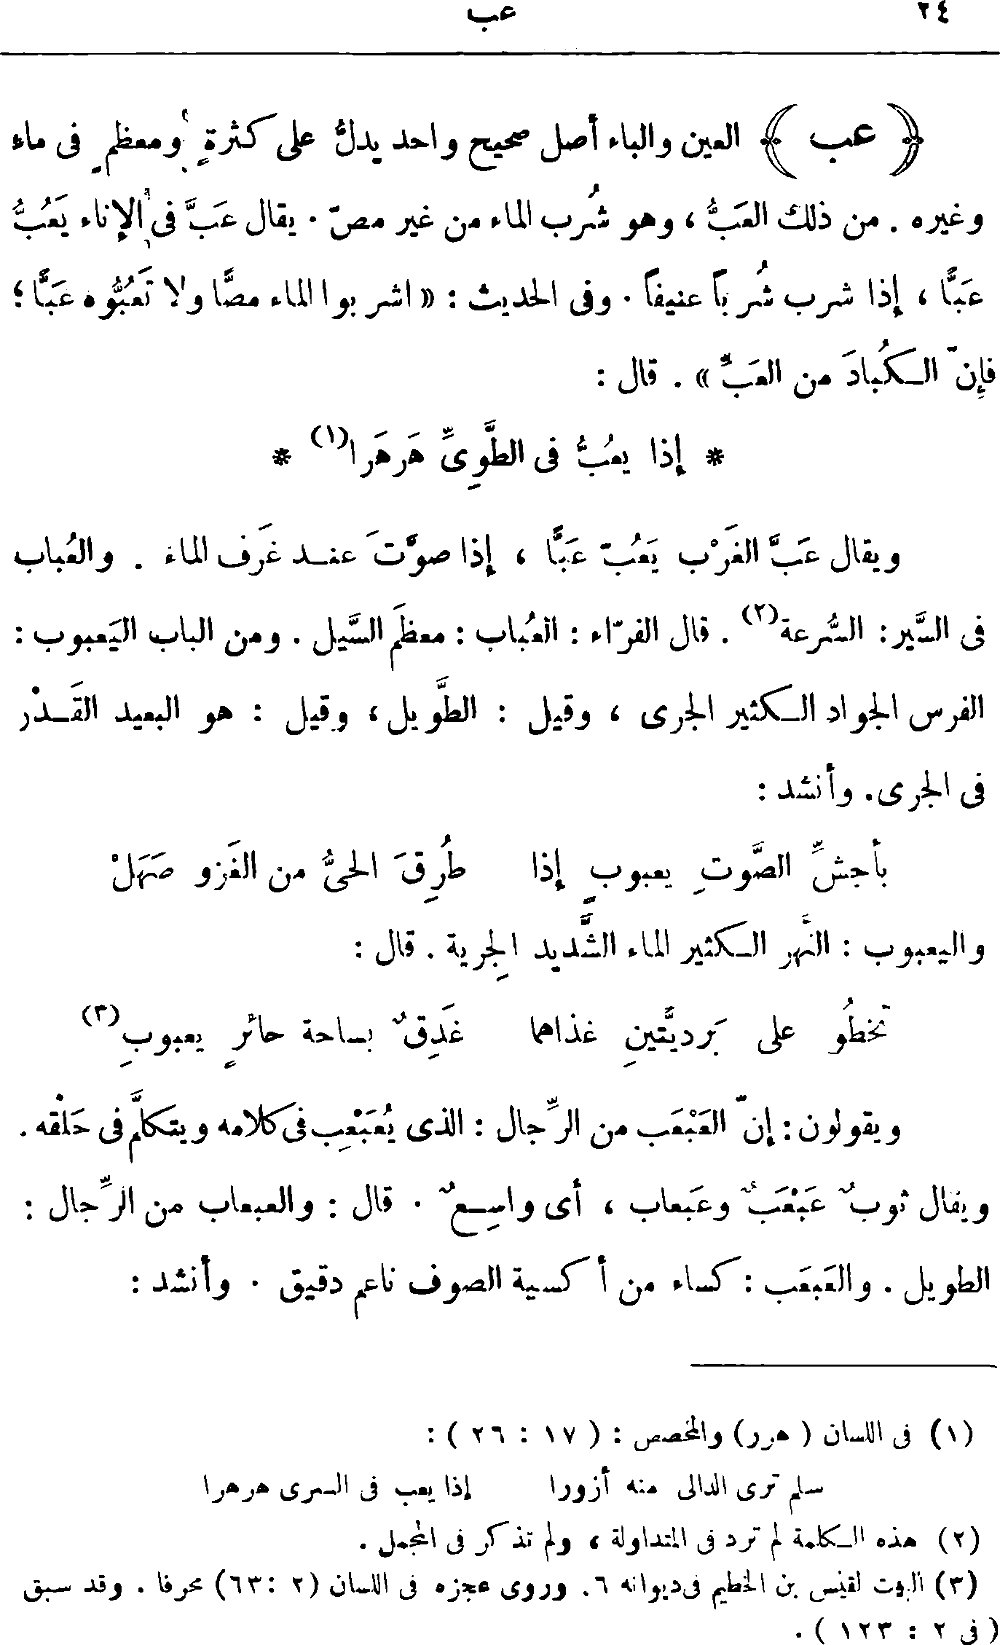 ٢٤
عب
﴿ عب ﴾ العين والباء أصل صحيح واحد يدلُّ على كثرةٍ ومعظمٍ فى ماء
وغيره . من ذلك العَبُّ ، وهو شُرب الماء من غير مصّ . يقال عَبَّ فى الإناء يَعُبُّ
عَبًّا ، إذا شرب شُرباً عنيفاً . وفى الحديث : « اشربوا الماء مصًّا ولا تَعُبُّوه عَبًّا ؛
فإِنّ الكُبادَ من العَبِّ » . قال :
* إذا يعُبُّ فى الطَّوِىِّ هَرهَرا(١) *
ويقال عَبَّ الغَرْب يَعُبّ عَبًّا ، إذا صوَّتَ عند غَرف الماء . والعُباب
فى السَّير : السُّرعة(٢) . قال الفرّاء : العُباب : معظَم السَّيل . ومن الباب اليَعبوب :
الفرس الجواد الكثير الجرى ، وقيل : الطَّويل ، وقيل : هو البعيد القَدْر
فى الجرى . وأنشد :
بأجشِّ الصَّوتِ يعبوبٍ إذا طُرِقَ الحىُّ من الغَزو صَهَلْ
واليعبوب : النَّهر الكثير الماء الشَّديد الجِرية . قال :
تخطُو على بَرديَّتينِ غذاهما غَدِقٌ بساحة حائرٍ يعبوبِ(٣)
ويقولون : إنّ العَبْعَب من الرِّجال : الذى يُعَبْعِب فى كلامه ويتكلَّم فى حَلْقه .
ويقال ثوبٌ عَبْعَبٌ وعَبعاب ، أى واسِعٌ . قال : والعبعاب من الرِّجال :
الطويل . والعَبعَب : كساء من أكسية الصوف ناعم دقيق . وأنشد :
(١) فى اللسان ( هرر ) والمخصص : ( ١٧ : ٢٦ ) :
سلم ترى الدالى منه أزورا إذا يعب فى السرى هرهرا
(٢) هذه الكلمة لم ترد فى المتداولة ، ولم تذكر فى المجمل .
(٣) البيت لقيس بن الخطيم فى ديوانه ٦ . وروى عجزه فى اللسان (٢ : ٦٣) محرفا . وقد سبق
( فى ٢ : ١٢٣ ) .